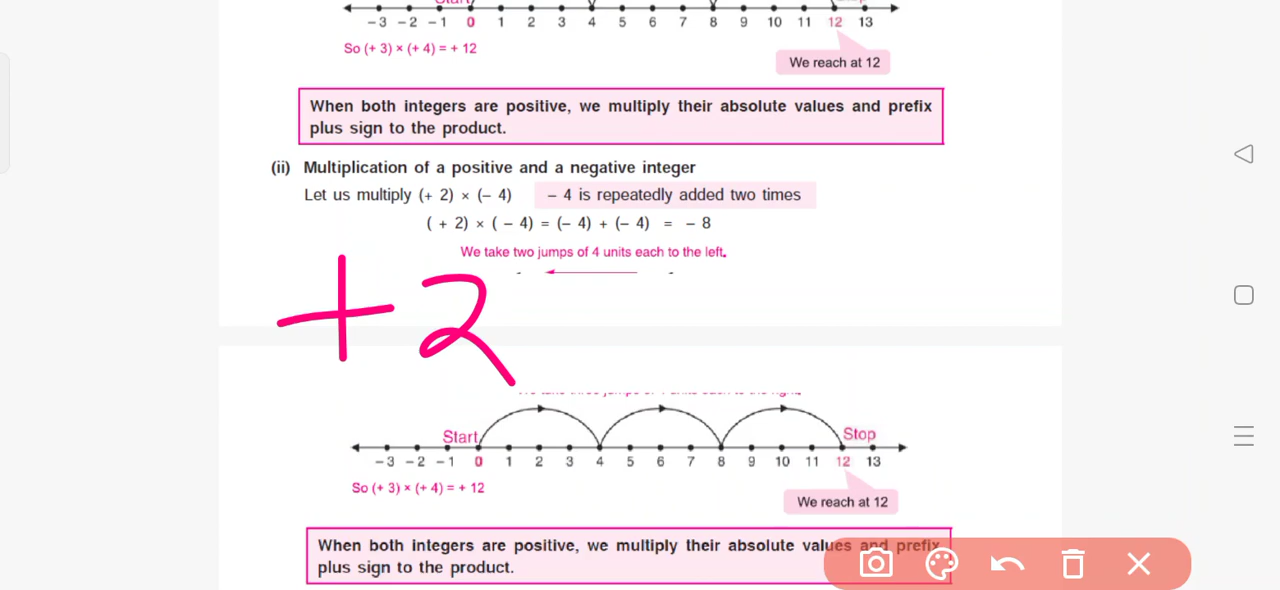 Start
- 3 - 2 - 1 0 1 2 3 4 5 6 7 8 9 10 11 12 13
So (+ 3) × (+ 4) = + 12
We reach at 12
When both integers are positive, we multiply their absolute values and prefix
plus sign to the product.
(ii) Multiplication of a positive and a negative integer
Let us multiply (+ 2) × (– 4) – 4 is repeatedly added two times
( + 2) × ( – 4) = (– 4) + (– 4) = – 8
We take two jumps of 4 units each to the left.
+2
Start Stop
- 3 - 2 - 1 0 1 2 3 4 5 6 7 8 9 10 11 12 13
So (+ 3) × (+ 4) = + 12
We reach at 12
When both integers are positive, we multiply their absolute values and prefix
plus sign to the product.